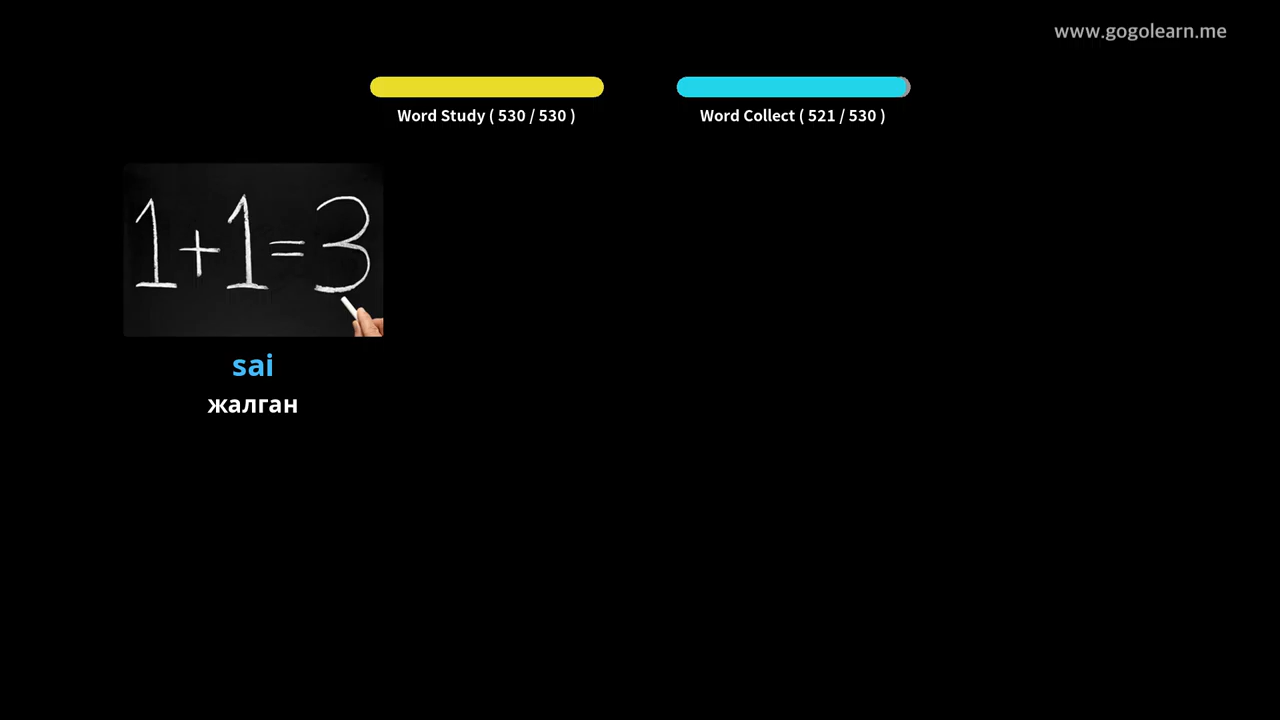 www.gogolearn.me
Word Study ( 530 / 530 )
Word Collect ( 521 / 530 )
1+1=3
sai
жалган